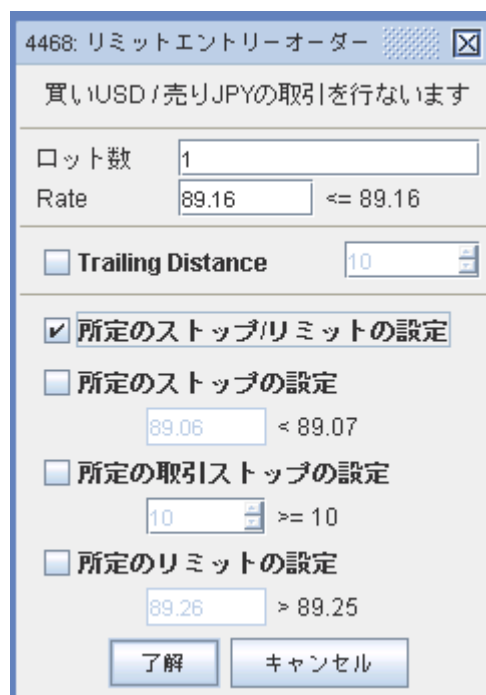 4468: リミットエントリーオーダー
買いUSD / 売りJPYの取引を行ないます
ロット数 1
Rate 89.16 <= 89.16
Trailing Distance 10
所定のストップ/リミットの設定
所定のストップの設定
89.06 < 89.07
所定の取引ストップの設定
10 >= 10
所定のリミットの設定
89.26 > 89.25
了解 キャンセル